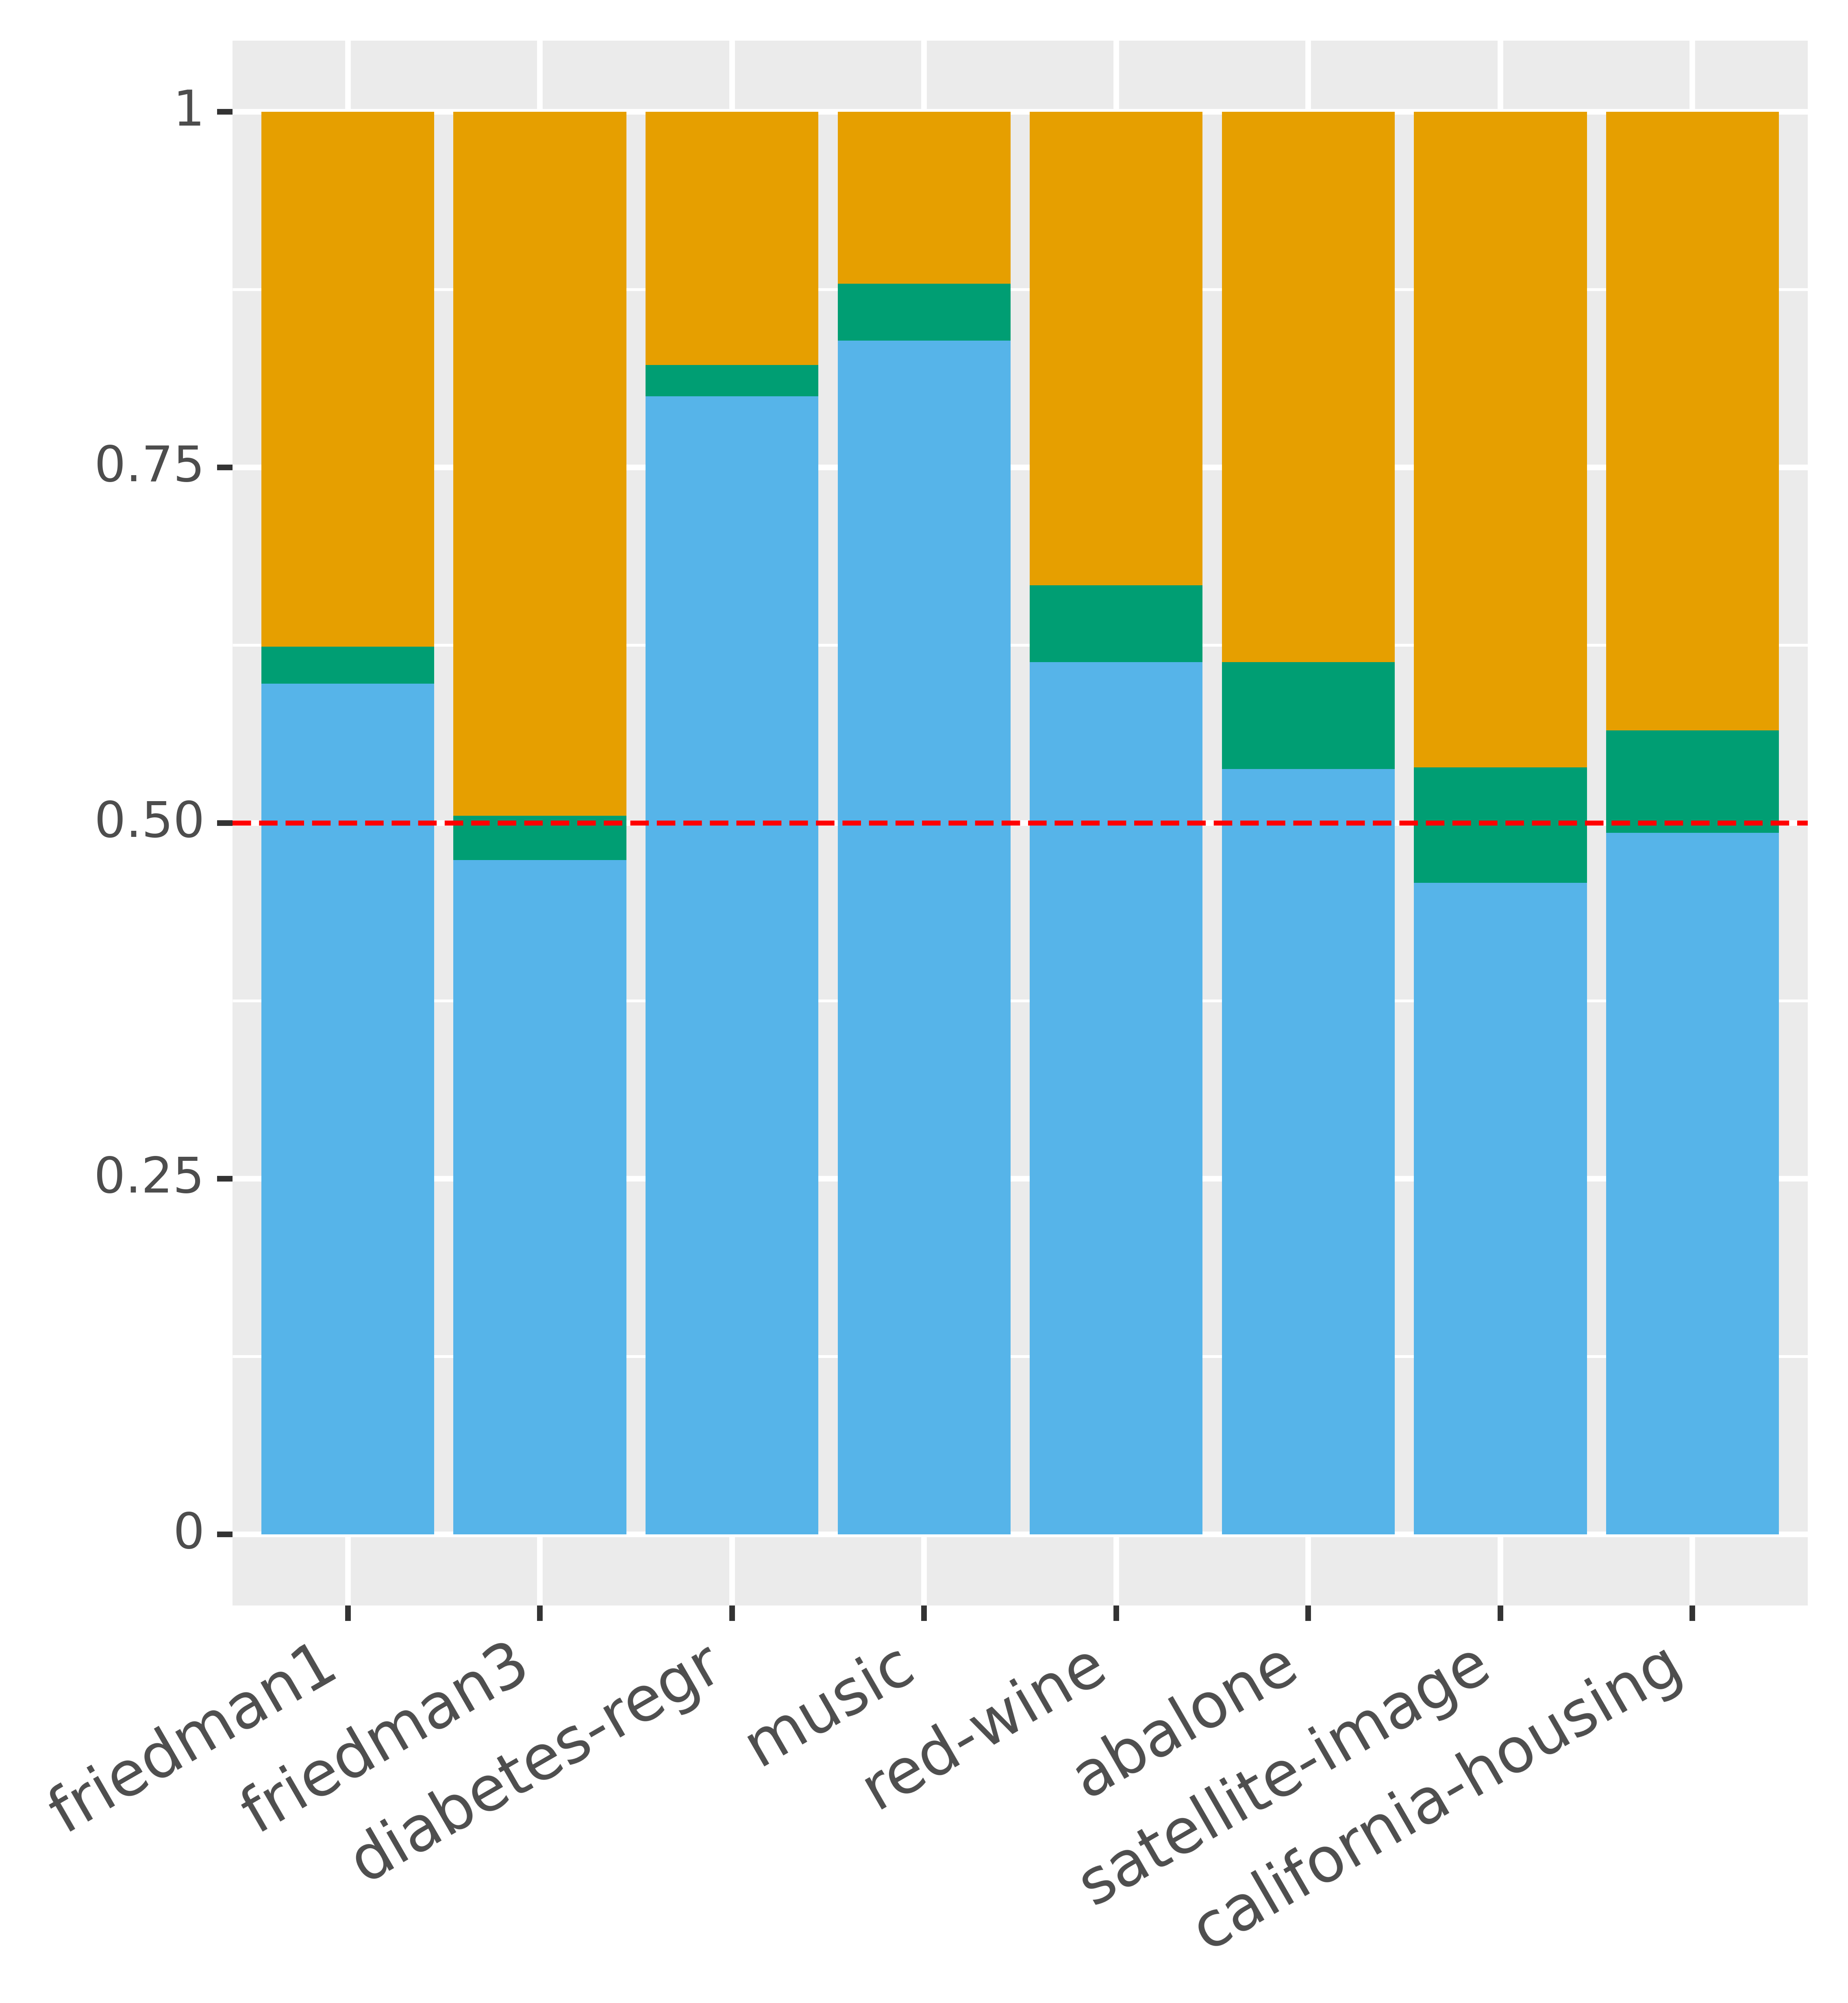 1
0.75
0.50
0.25
0
friedman1
friedman3
diabetes-regr
music
red-wine
abalone
satellite-image
california-housing